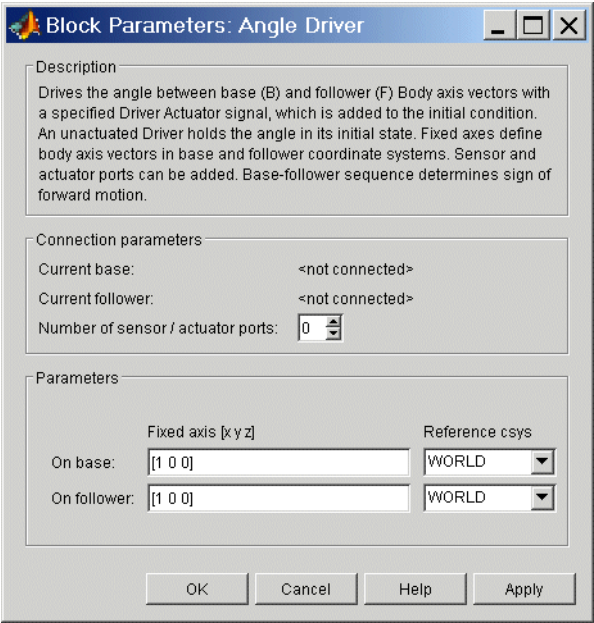 Block Parameters: Angle Driver
Description
Drives the angle between base (B) and follower (F) Body axis vectors with
a specified Driver Actuator signal, which is added to the initial condition.
An unactuated Driver holds the angle in its initial state. Fixed axes define
body axis vectors in base and follower coordinate systems. Sensor and
actuator ports can be added. Base-follower sequence determines sign of
forward motion.
Connection parameters
Current base: <not connected>
Current follower: <not connected>
Number of sensor / actuator ports: 0
Parameters
Fixed axis [x y z] Reference csys
On base: [1 0 0] WORLD
On follower: [1 0 0] WORLD
OK Cancel Help Apply